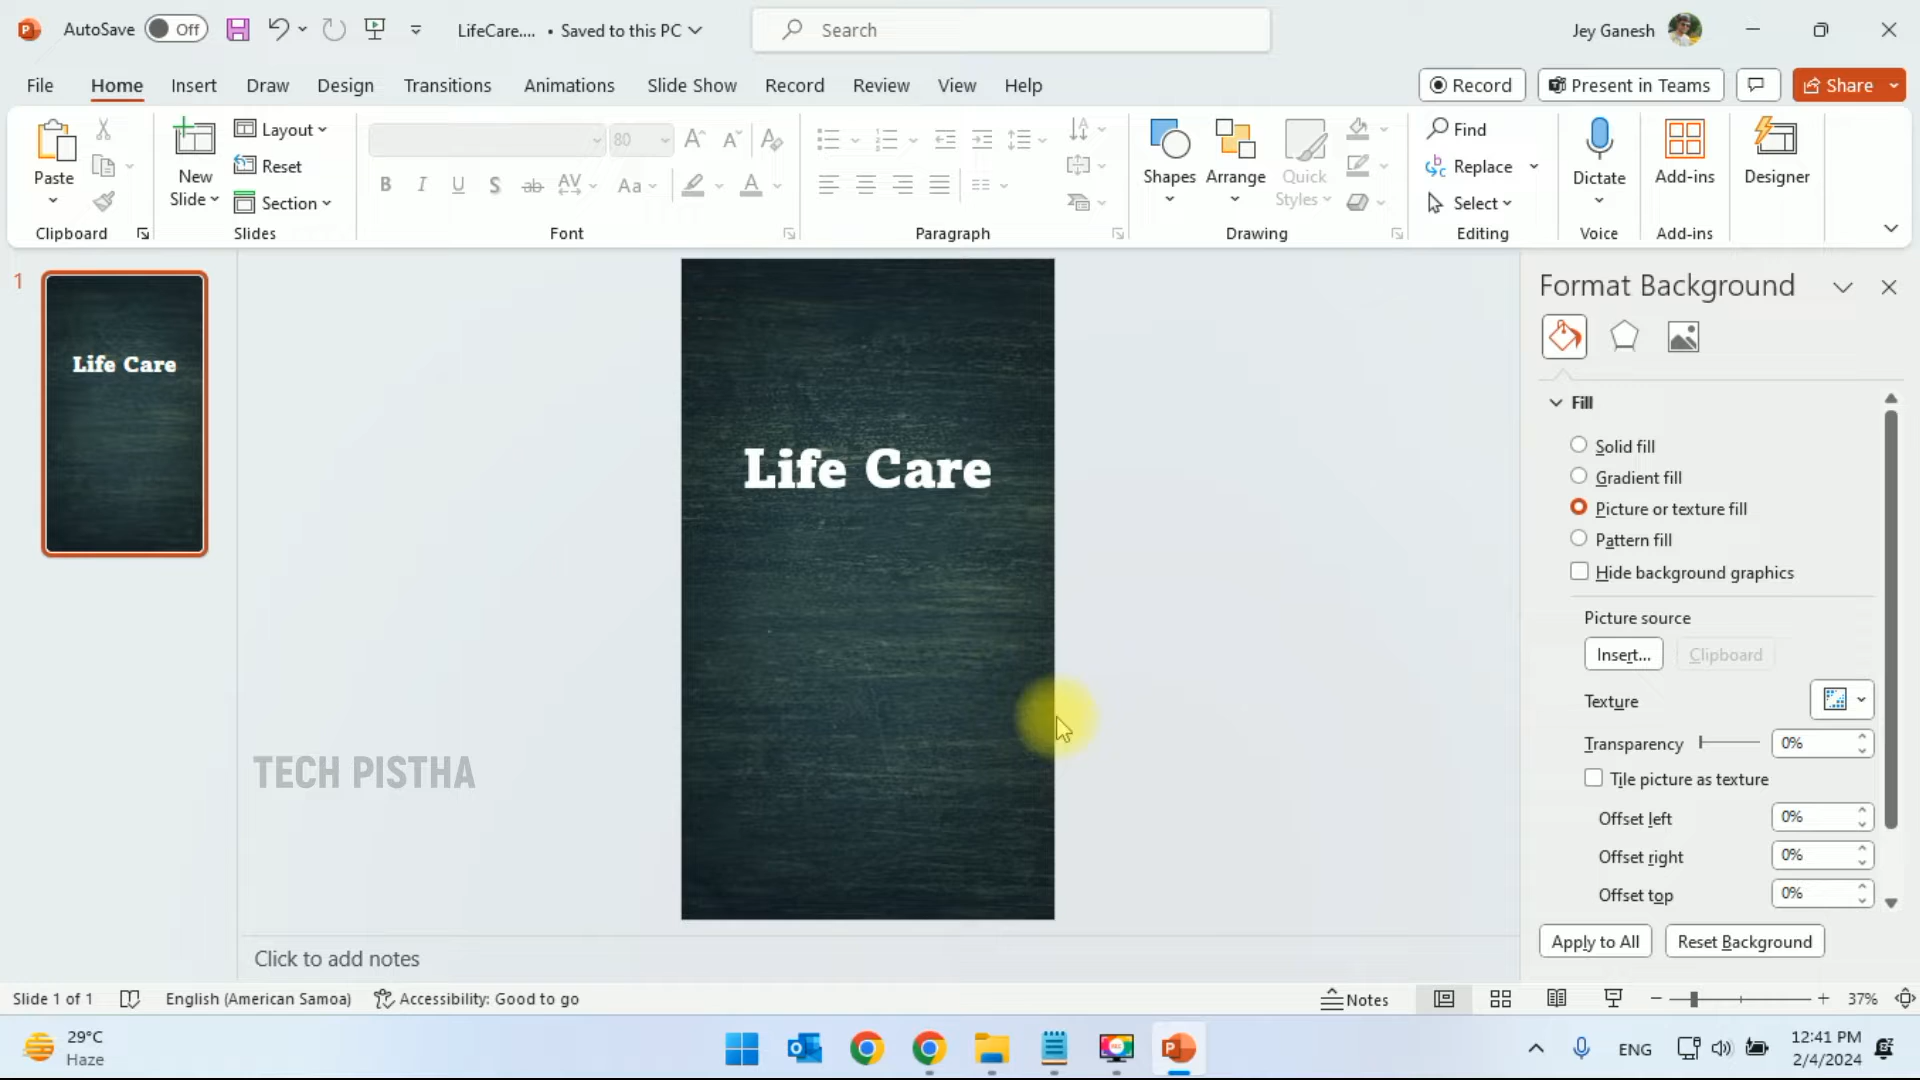 AutoSave Off LifeCare.... • Saved to this PC Search Jey Ganesh
File Home Insert Draw Design Transitions Animations Slide Show Record Review View Help Record Present in Teams Share
Paste
Clipboard
New
Slide
Layout
Reset
Section
Slides
80
B I U S ab AV Aa A
Font
Paragraph
Shapes
Arrange
Quick
Styles
Drawing
Find
Replace
Select
Editing
Dictate
Voice
Add-ins
Add-ins
Designer
1
Life Care
Life Care
TECH PISTHA
Click to add notes
Format Background
Fill
Solid fill
Gradient fill
Picture or texture fill
Pattern fill
Hide background graphics
Picture source
Insert... Clipboard
Texture
Transparency 0%
Tile picture as texture
Offset left 0%
Offset right 0%
Offset top 0%
Apply to All Reset Background
Slide 1 of 1 English (American Samoa) Accessibility: Good to go Notes 37%
29°C
Haze
ENG
12:41 PM
2/4/2024